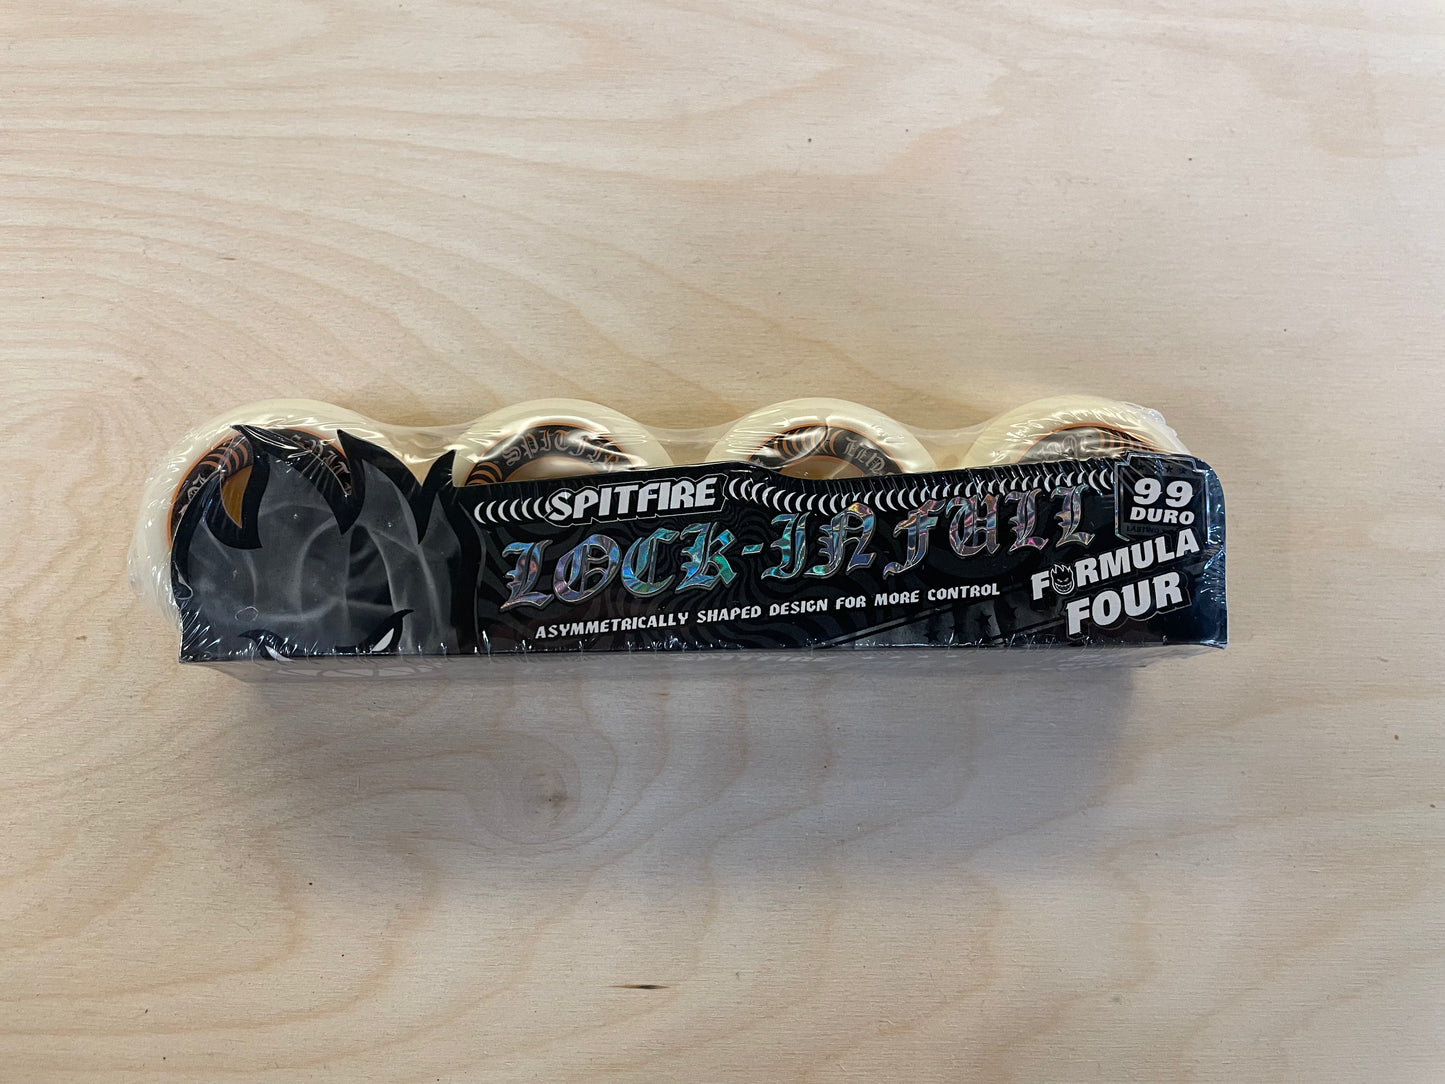 SPITFIRE
LOCK-IN FULL
ASYMMETRICALLY SHAPED DESIGN FOR MORE CONTROL
99
DURO
FORMULA
FOUR